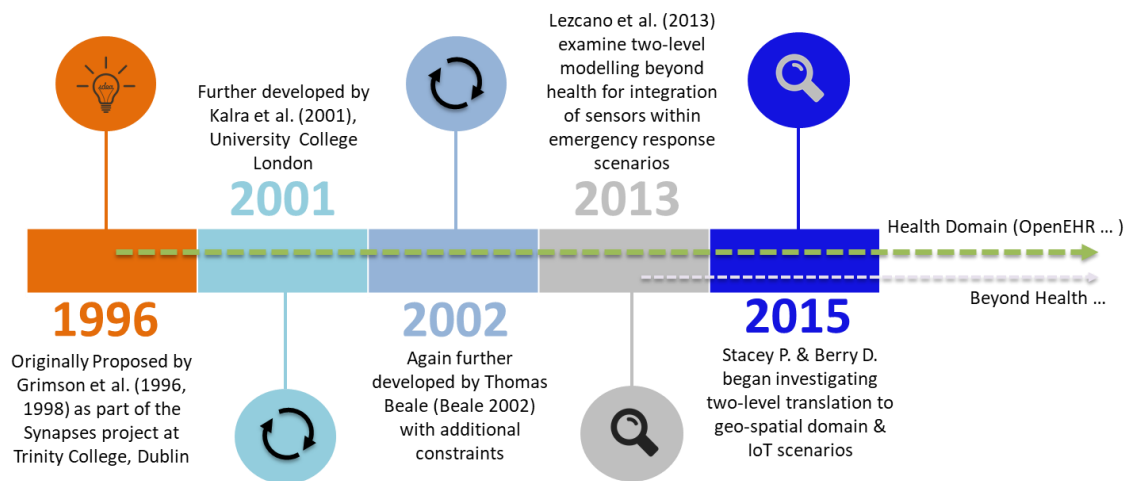 Originally Proposed by
Grimson et al. (1996,
1998) as part of the
Synapses project at
Trinity College, Dublin
1996
Further developed by
Kalra et al. (2001),
University College
London
2001
2002
Again further
developed by Thomas
Beale (Beale 2002)
with additional
constraints
Lezcano et al. (2013)
examine two-level
modelling beyond
health for integration
of sensors within
emergency response
scenarios
2013
2015
Stacey P. & Berry D.
began investigating
two-level translation to
geo-spatial domain &
IoT scenarios
Health Domain (OpenEHR ... )
Beyond Health ...